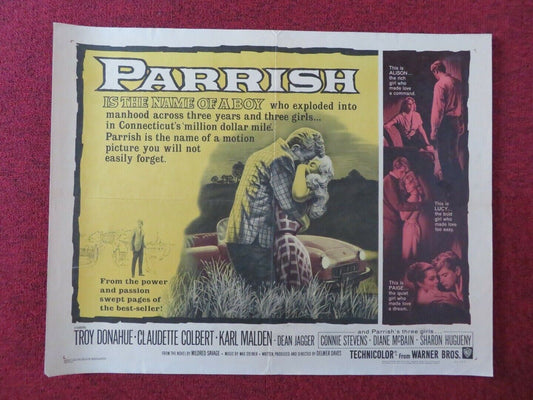 PARRISH
IS THE NAME OF A BOY who exploded into
manhood across three years and three girls...
in Connecticut's million dollar mile.
Parrish is the name of a motion
picture you will not
easily forget.
From the power
and passion
swept pages of
the best-seller!
This is
ALISON...
the rich
girl who
made love
a command.
This is
LUCY...
the bold
girl who
made love
too easy.
This is
PAIGE...
the quiet
girl who
made love
a dream.
TROY DONAHUE · CLAUDETTE COLBERT · KARL MALDEN · DEAN JAGGER
and Parrish's three girls...
CONNIE STEVENS · DIANE McBAIN · SHARON HUGUENY
FROM THE NOVEL BY MILDRED SAVAGE · MUSIC BY MAX STEINER · WRITTEN, PRODUCED AND DIRECTED BY DELMER DAVES
TECHNICOLOR® From WARNER BROS.